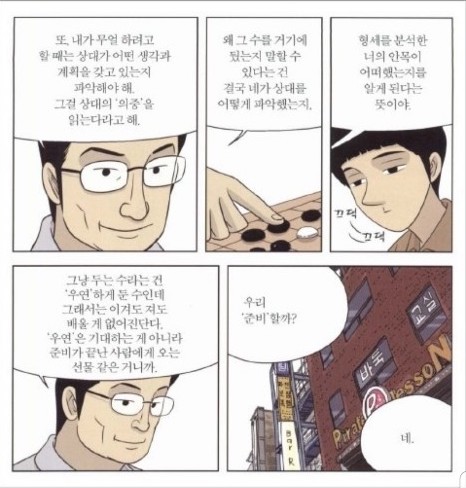 또, 내가 무얼 하려고
할 때는 상대가 어떤 생각과
계획을 갖고 있는지
파악해야 해.
그걸 상대의 '의중'을
읽는다라고 해.
왜 그 수를 거기에
뒀는지 말할 수
있다는 건
결국 네가 상대를
어떻게 파악했는지,
형세를 분석한
너의 안목이
어떠했는지를
알게 된다는
뜻이야.
끄덕
끄덕
그냥 두는 수라는 건
'우연'하게 둔 수인데
그래서는 이겨도 져도
배울 게 없어진단다.
'우연'은 기대하는 게 아니라
준비가 끝난 사람에게 오는
선물 같은 거니까.
우리
'준비'할까?
교실
바둑
Bar R
네.